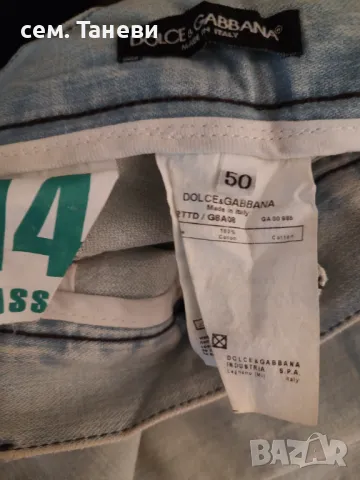 сем. Таневи
DOLCE & GABBANA
MADE IN ITALY
50
DOLCE&GABBANA
Made in Italy
14
ASS
100%
Cotton
DOLCE&GABBANA
INDUSTRIA S.P.A.
Italy
BAZAR